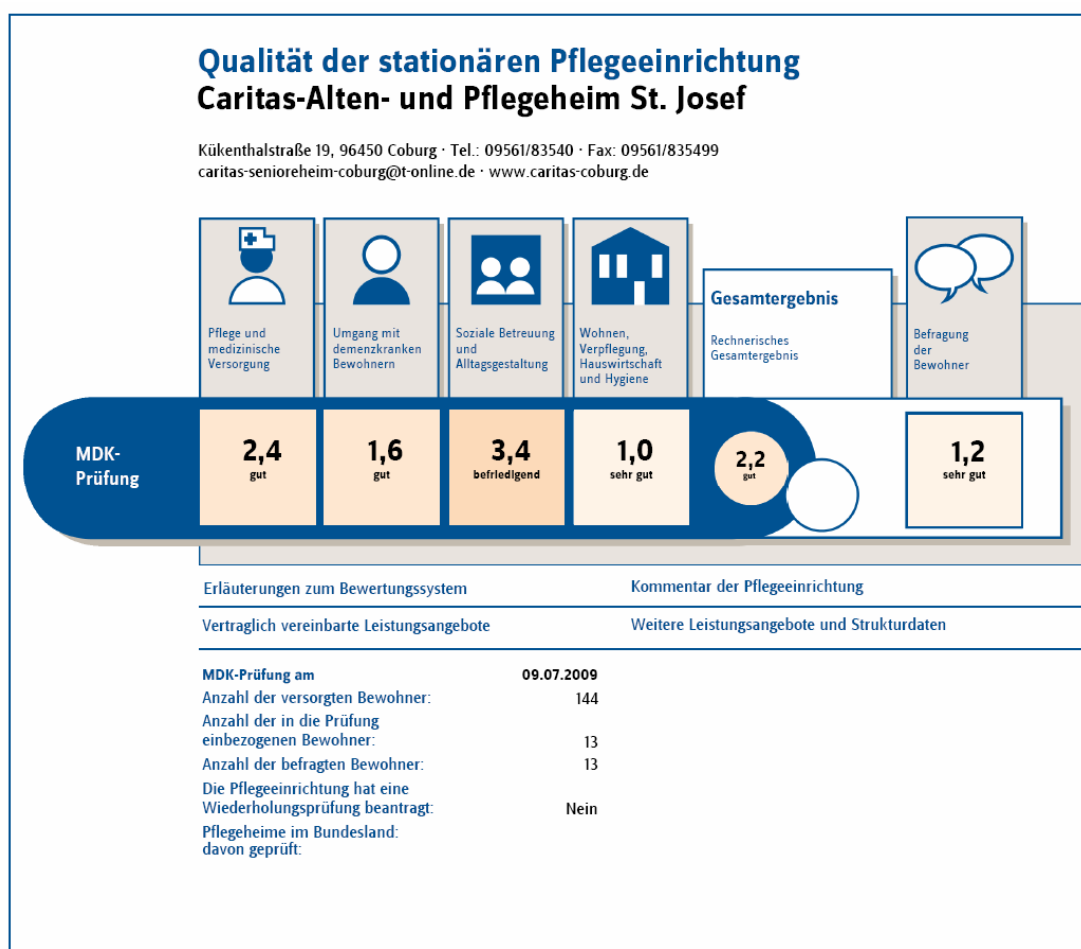 Qualität der stationären Pflegeeinrichtung
Caritas-Alten- und Pflegeheim St. Josef
Kükenthalstraße 19, 96450 Coburg · Tel.: 09561/83540 · Fax: 09561/835499
caritas-senioreheim-coburg@t-online.de · www.caritas-coburg.de
Pflege und
medizinische
Versorgung
Umgang mit
demenzkranken
Bewohnern
Soziale Betreuung
und
Alltagsgestaltung
Wohnen,
Verpflegung,
Hauswirtschaft
und Hygiene
Gesamtergebnis
Rechnerisches
Gesamtergebnis
Befragung
der
Bewohner
MDK-
Prüfung
2,4
gut
1,6
gut
3,4
befriedigend
1,0
sehr gut
2,2
gut
1,2
sehr gut
Erläuterungen zum Bewertungssystem
Kommentar der Pflegeeinrichtung
Vertraglich vereinbarte Leistungsangebote
Weitere Leistungsangebote und Strukturdaten
MDK-Prüfung am 09.07.2009
Anzahl der versorgten Bewohner: 144
Anzahl der in die Prüfung
einbezogenen Bewohner: 13
Anzahl der befragten Bewohner: 13
Die Pflegeeinrichtung hat eine
Wiederholungsprüfung beantragt: Nein
Pflegeheime im Bundesland:
davon geprüft: